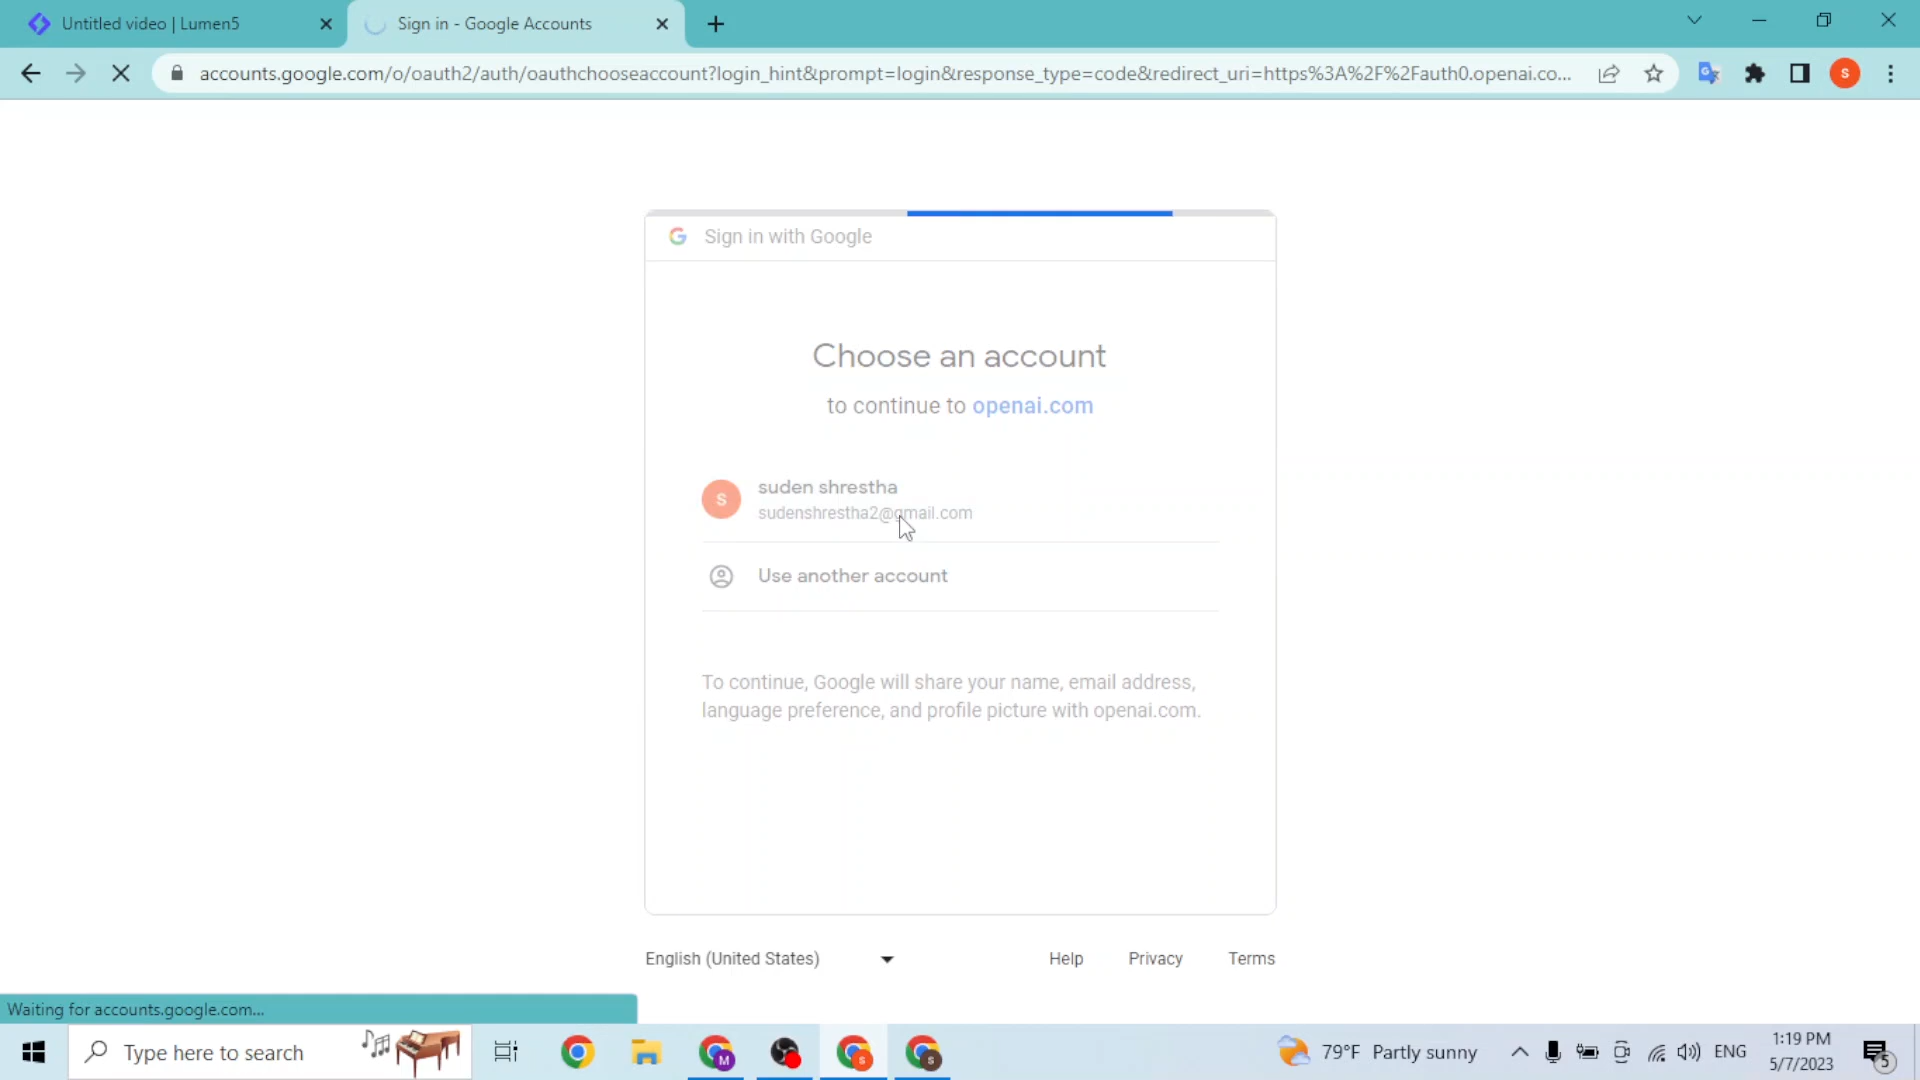 Untitled video | Lumen5
Sign in - Google Accounts
accounts.google.com/o/oauth2/auth/oauthchooseaccount?login_hint&prompt=login&response_type=code&redirect_uri=https%3A%2F%2Fauth0.openai.co...
S
Sign in with Google
Choose an account
to continue to openai.com
S
suden shrestha
sudenshrestha2@gmail.com
Use another account
To continue, Google will share your name, email address,
language preference, and profile picture with openai.com.
English (United States)
Help
Privacy
Terms
Waiting for accounts.google.com...
Type here to search
M
S
S
79°F Partly sunny
ENG
1:19 PM
5/7/2023
5